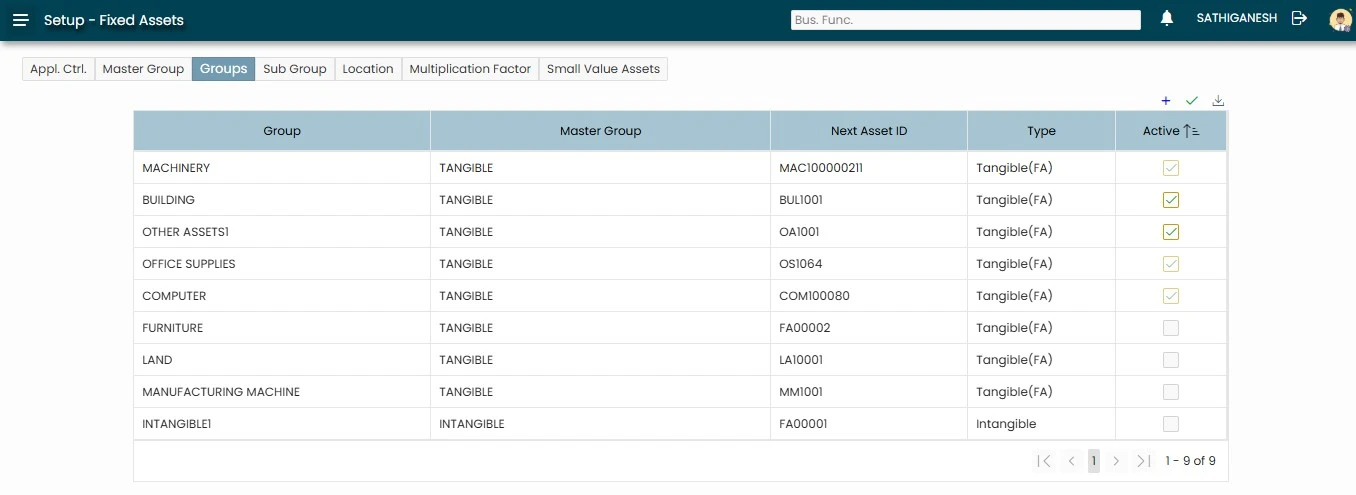 Setup - Fixed Assets Bus. Func. SATHIGANESH
Appl. Ctrl. Master Group Groups Sub Group Location Multiplication Factor Small Value Assets
Group Master Group Next Asset ID Type Active
MACHINERY TANGIBLE MAC100000211 Tangible(FA)
BUILDING TANGIBLE BUL1001 Tangible(FA)
OTHER ASSETS1 TANGIBLE OA1001 Tangible(FA)
OFFICE SUPPLIES TANGIBLE OS1064 Tangible(FA)
COMPUTER TANGIBLE COM100080 Tangible(FA)
FURNITURE TANGIBLE FA00002 Tangible(FA)
LAND TANGIBLE LA10001 Tangible(FA)
MANUFACTURING MACHINE TANGIBLE MM1001 Tangible(FA)
INTANGIBLE1 INTANGIBLE FA00001 Intangible
1 1 - 9 of 9